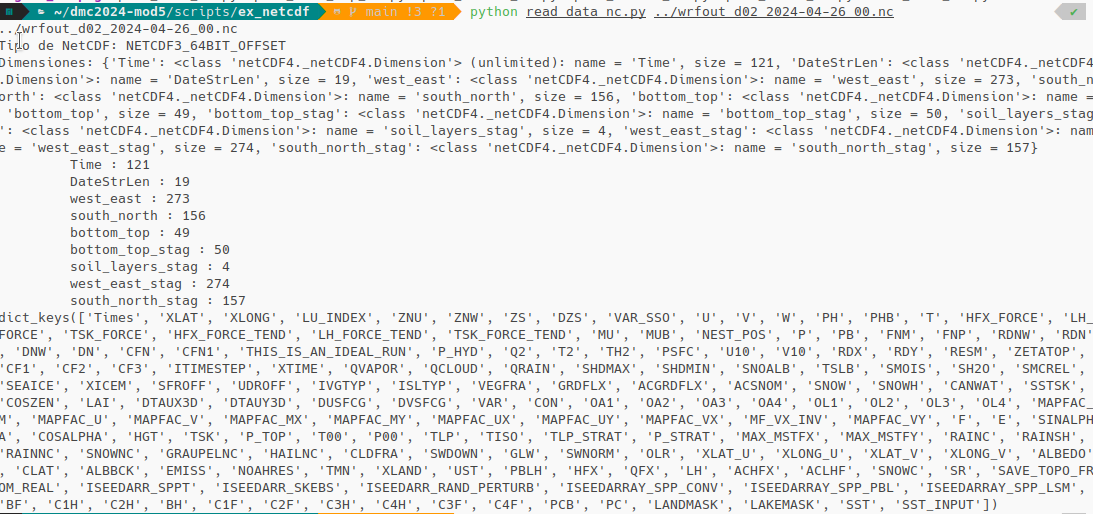 ~/dmc2024-mod5/scripts/ex_netcdf main !3 ?1 python read_data_nc.py ../wrfout_d02_2024-04-26_00.nc ✔
../wrfout_d02_2024-04-26_00.nc
Tipo de NetCDF: NETCDF3_64BIT_OFFSET
Dimensiones: {'Time': <class 'netCDF4._netCDF4.Dimension'> (unlimited): name = 'Time', size = 121, 'DateStrLen': <class 'netCDF4._netCDF4
.Dimension'>: name = 'DateStrLen', size = 19, 'west_east': <class 'netCDF4._netCDF4.Dimension'>: name = 'west_east', size = 273, 'south_n
orth': <class 'netCDF4._netCDF4.Dimension'>: name = 'south_north', size = 156, 'bottom_top': <class 'netCDF4._netCDF4.Dimension'>: name =
'bottom_top', size = 49, 'bottom_top_stag': <class 'netCDF4._netCDF4.Dimension'>: name = 'bottom_top_stag', size = 50, 'soil_layers_stag
': <class 'netCDF4._netCDF4.Dimension'>: name = 'soil_layers_stag', size = 4, 'west_east_stag': <class 'netCDF4._netCDF4.Dimension'>: nam
e = 'west_east_stag', size = 274, 'south_north_stag': <class 'netCDF4._netCDF4.Dimension'>: name = 'south_north_stag', size = 157}
Time : 121
DateStrLen : 19
west_east : 273
south_north : 156
bottom_top : 49
bottom_top_stag : 50
soil_layers_stag : 4
west_east_stag : 274
south_north_stag : 157
dict_keys(['Times', 'XLAT', 'XLONG', 'LU_INDEX', 'ZNU', 'ZNW', 'ZS', 'DZS', 'VAR_SSO', 'U', 'V', 'W', 'PH', 'PHB', 'T', 'HFX_FORCE', 'LH_
FORCE', 'TSK_FORCE', 'HFX_FORCE_TEND', 'LH_FORCE_TEND', 'TSK_FORCE_TEND', 'MU', 'MUB', 'NEST_POS', 'P', 'PB', 'FNM', 'FNP', 'RDNW', 'RDN'
, 'DNW', 'DN', 'CFN', 'CFN1', 'THIS_IS_AN_IDEAL_RUN', 'P_HYD', 'Q2', 'T2', 'TH2', 'PSFC', 'U10', 'V10', 'RDX', 'RDY', 'RESM', 'ZETATOP',
'CF1', 'CF2', 'CF3', 'ITIMESTEP', 'XTIME', 'QVAPOR', 'QCLOUD', 'QRAIN', 'SHDMAX', 'SHDMIN', 'SNOALB', 'TSLB', 'SMOIS', 'SH2O', 'SMCREL',
'SEAICE', 'XICEM', 'SFROFF', 'UDROFF', 'IVGTYP', 'ISLTYP', 'VEGFRA', 'GRDFLX', 'ACGRDFLX', 'ACSNOM', 'SNOW', 'SNOWH', 'CANWAT', 'SSTSK',
'COSZEN', 'LAI', 'DTAUX3D', 'DTAUY3D', 'DUSFCG', 'DVSFCG', 'VAR', 'CON', 'OA1', 'OA2', 'OA3', 'OA4', 'OL1', 'OL2', 'OL3', 'OL4', 'MAPFAC_
M', 'MAPFAC_U', 'MAPFAC_V', 'MAPFAC_MX', 'MAPFAC_MY', 'MAPFAC_UX', 'MAPFAC_UY', 'MAPFAC_VX', 'MF_VX_INV', 'MAPFAC_VY', 'F', 'E', 'SINALPH
A', 'COSALPHA', 'HGT', 'TSK', 'P_TOP', 'T00', 'P00', 'TLP', 'TISO', 'TLP_STRAT', 'P_STRAT', 'MAX_MSTFX', 'MAX_MSTFY', 'RAINC', 'RAINSH',
'RAINNC', 'SNOWNC', 'GRAUPELNC', 'HAILNC', 'CLDFRA', 'SWDOWN', 'GLW', 'SWNORM', 'OLR', 'XLAT_U', 'XLONG_U', 'XLAT_V', 'XLONG_V', 'ALBEDO'
, 'CLAT', 'ALBBCK', 'EMISS', 'NOAHRES', 'TMN', 'XLAND', 'UST', 'PBLH', 'HFX', 'QFX', 'LH', 'ACHFX', 'ACLHF', 'SNOWC', 'SR', 'SAVE_TOPO_FR
OM_REAL', 'ISEEDARR_SPPT', 'ISEEDARR_SKEBS', 'ISEEDARR_RAND_PERTURB', 'ISEEDARRAY_SPP_CONV', 'ISEEDARRAY_SPP_PBL', 'ISEEDARRAY_SPP_LSM',
'BF', 'C1H', 'C2H', 'BH', 'C1F', 'C2F', 'C3H', 'C4H', 'C3F', 'C4F', 'PCB', 'PC', 'LANDMASK', 'LAKEMASK', 'SST', 'SST_INPUT'])